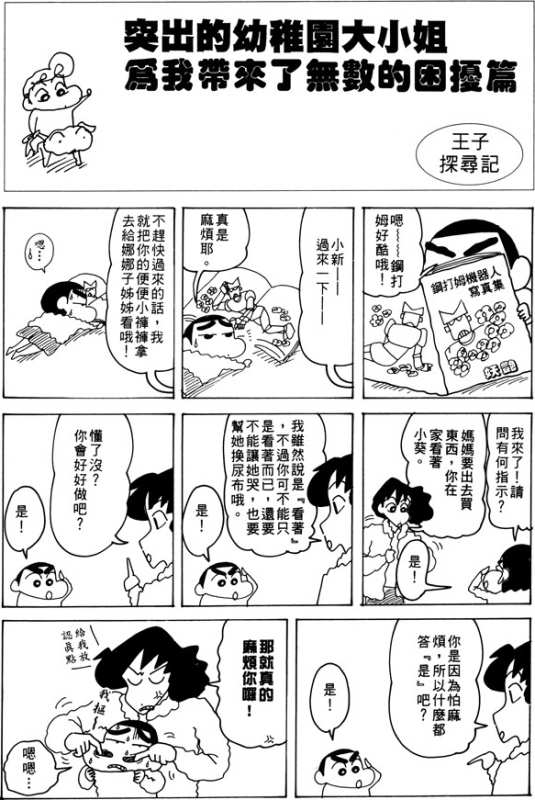 突出的幼稚園大小姐
為我帶來了無數的困擾篇
王子
探尋記
嗯~~~鋼打
姆好酷哦！
鋼打姆機器人
寫真集
小新——
過來一下——
真是
麻煩耶。
不趕快過來的話，我
就把你的便便小褲褲拿
去給娜娜子姊姊看哦！
嗯…
我來了！請
問有何指示？
媽媽要出去買
東西，你在
家看著
小葵。
是！
我雖然說是『看著』
，不過你可不能只
是看著而已，還要
不能讓她哭，也要
幫她換尿布哦。
是！
懂了沒？
你會好好做吧？
是！
你是因為怕麻
煩，所以什麼都
答『是』吧？
是！
那就真的
麻煩你囉！
給我放
認真點
我捏
嗯嗯…